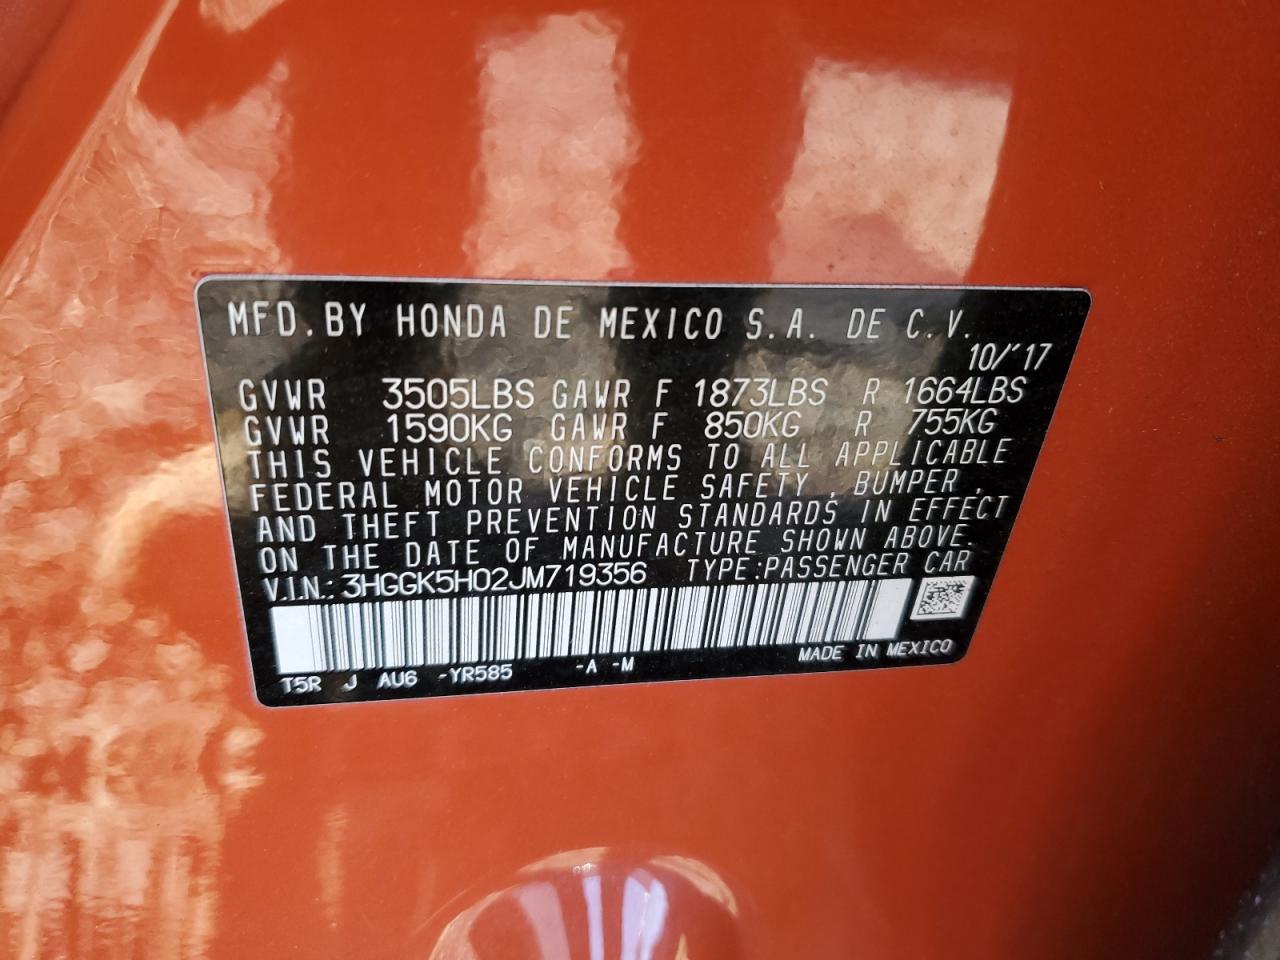 MFD. BY HONDA DE MEXICO S.A. DE C.V.
10/'17
GVWR 3505LBS GAWR F 1873LBS R 1664LBS
GVWR 1590KG GAWR F 850KG R 755KG
THIS VEHICLE CONFORMS TO ALL APPLICABLE
FEDERAL MOTOR VEHICLE SAFETY, BUMPER,
AND THEFT PREVENTION STANDARDS IN EFFECT
ON THE DATE OF MANUFACTURE SHOWN ABOVE.
V.I.N.: 3HGGK5H02JM719356 TYPE:PASSENGER CAR
T5R J AU6 -YR585 -A -M MADE IN MEXICO